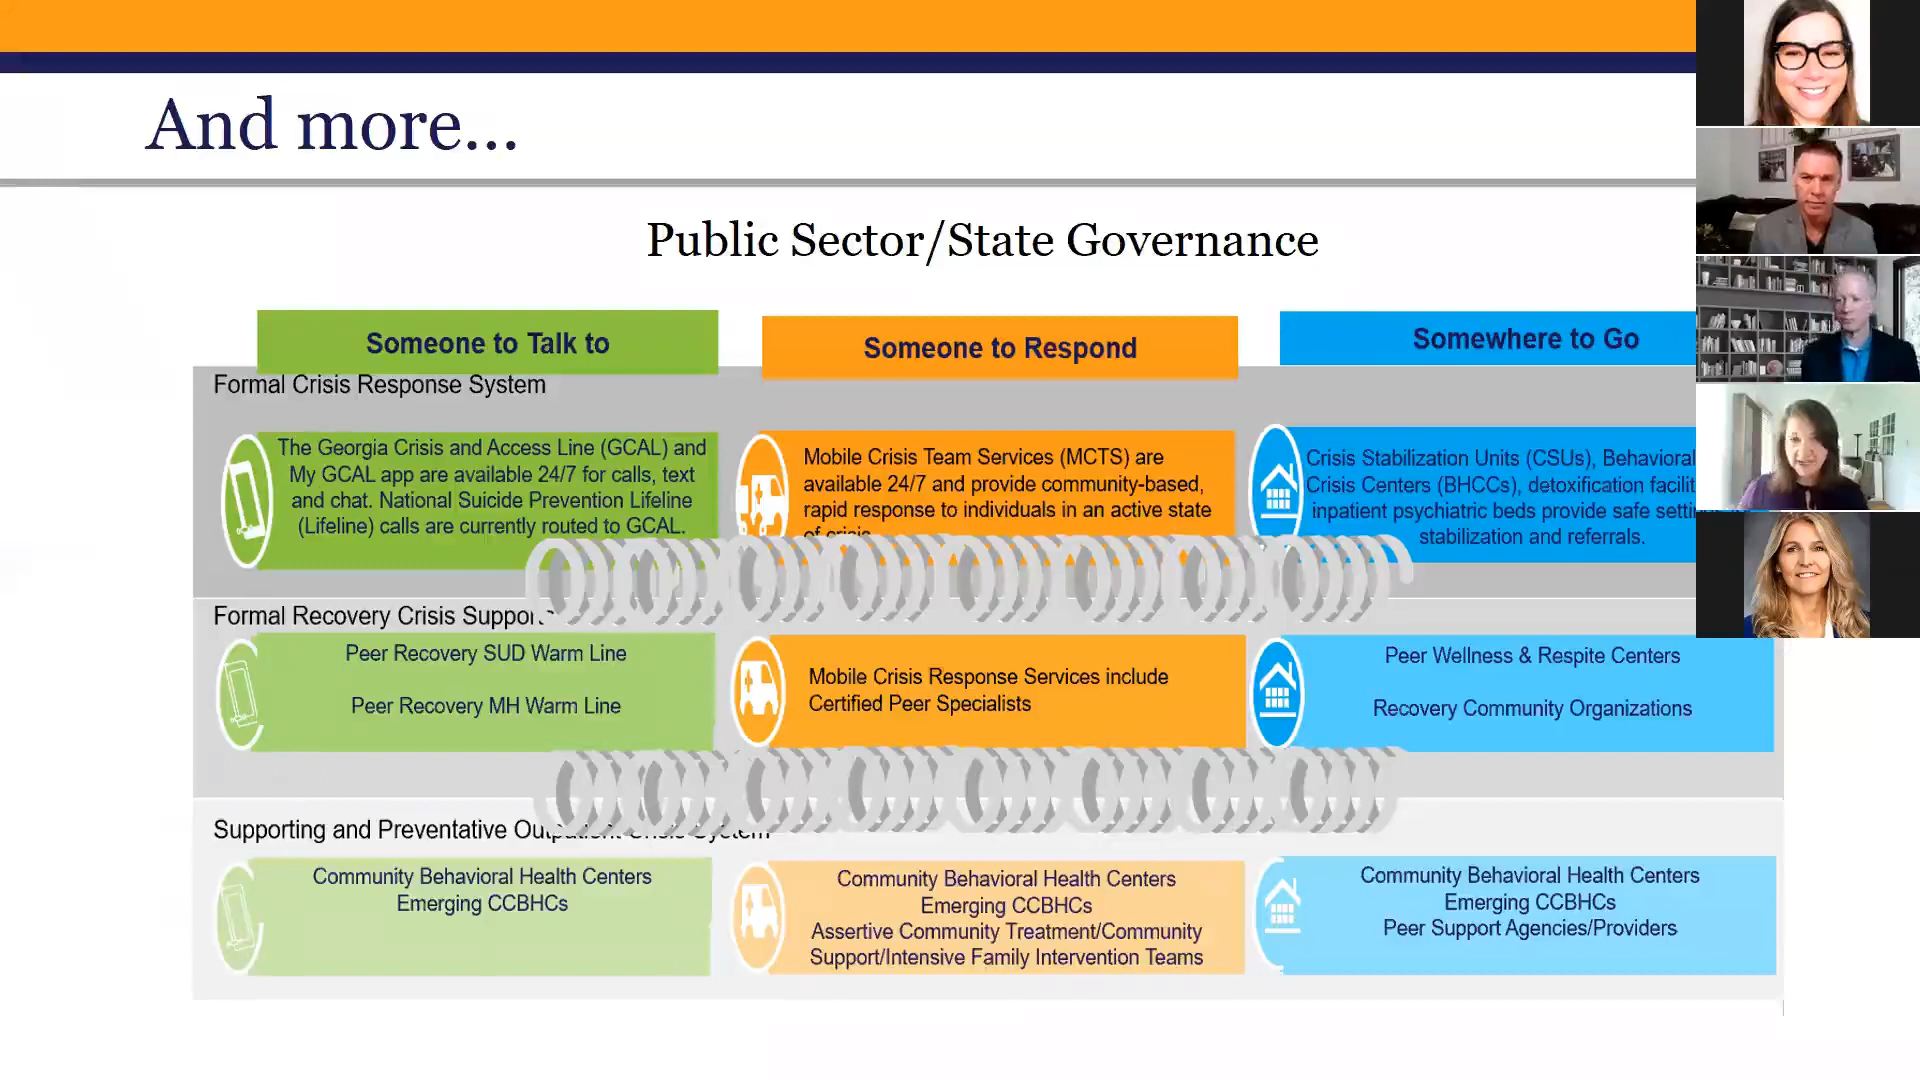 And more...
Public Sector/State Governance
Someone to Talk to
Someone to Respond
Somewhere to Go
Formal Crisis Response System
The Georgia Crisis and Access Line (GCAL) and
My GCAL app are available 24/7 for calls, text
and chat. National Suicide Prevention Lifeline
(Lifeline) calls are currently routed to GCAL.
Mobile Crisis Team Services (MCTS) are
available 24/7 and provide community-based,
rapid response to individuals in an active state
of crisis
Crisis Stabilization Units (CSUs), Behavioral
Crisis Centers (BHCCs), detoxification
inpatient psychiatric beds provide safe
stabilization and referrals.
Formal Recovery Crisis Support
Peer Recovery SUD Warm Line
Peer Recovery MH Warm Line
Mobile Crisis Response Services include
Certified Peer Specialists
Peer Wellness & Respite Centers
Recovery Community Organizations
Supporting and Preventative Outpatient Crisis System
Community Behavioral Health Centers
Emerging CCBHCs
Community Behavioral Health Centers
Emerging CCBHCs
Assertive Community Treatment/Community
Support/Intensive Family Intervention Teams
Community Behavioral Health Centers
Emerging CCBHCs
Peer Support Agencies/Providers